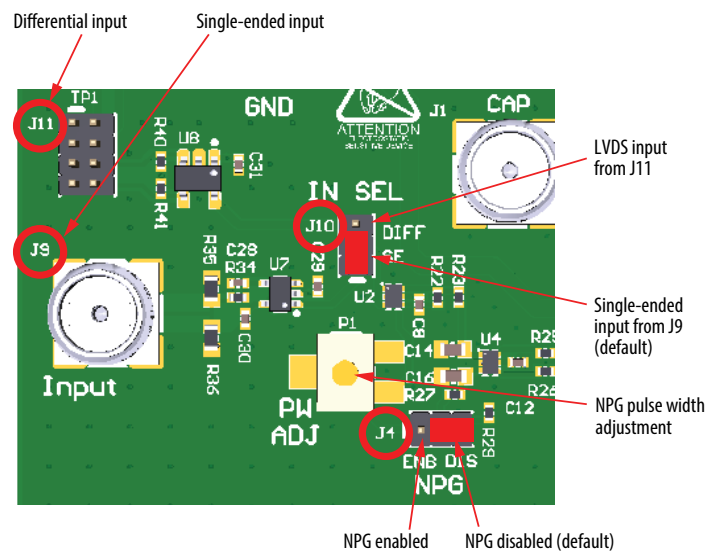 Differential input
Single-ended input
J11
TP1
GND
J1
CAP
R40
U8
C31
ATTENTION
SENSITIVE DEVICE
LVDS input
from J11
R41
IN SEL
J10
DIFF
SE
J9
R35
C28
R34
U7
C29
R22
R23
U2
Single-ended
input from J9
(default)
C30
P1
C8
C14
U4
R25
Input
R36
C16
R27
R26
NPG pulse width
adjustment
PW
ADJ
J4
C12
R29
ENB DIS
NPG
NPG enabled
NPG disabled (default)